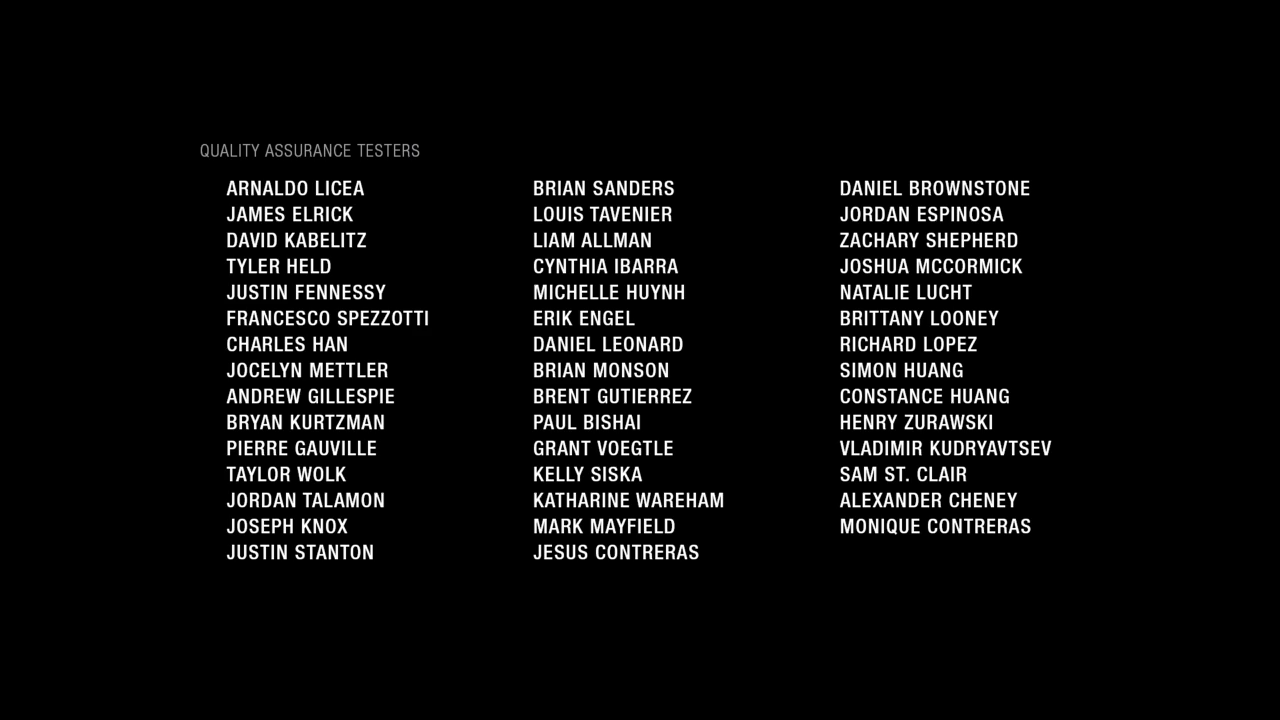 QUALITY ASSURANCE TESTERS
ARNALDO LICEA
JAMES ELRICK
DAVID KABELITZ
TYLER HELD
JUSTIN FENNESSY
FRANCESCO SPEZZOTTI
CHARLES HAN
JOCELYN METTLER
ANDREW GILLESPIE
BRYAN KURTZMAN
PIERRE GAUVILLE
TAYLOR WOLK
JORDAN TALAMON
JOSEPH KNOX
JUSTIN STANTON
BRIAN SANDERS
LOUIS TAVENIER
LIAM ALLMAN
CYNTHIA IBARRA
MICHELLE HUYNH
ERIK ENGEL
DANIEL LEONARD
BRIAN MONSON
BRENT GUTIERREZ
PAUL BISHAI
GRANT VOEGTLE
KELLY SISKA
KATHARINE WAREHAM
MARK MAYFIELD
JESUS CONTRERAS
DANIEL BROWNSTONE
JORDAN ESPINOSA
ZACHARY SHEPHERD
JOSHUA MCCORMICK
NATALIE LUCHT
BRITTANY LOONEY
RICHARD LOPEZ
SIMON HUANG
CONSTANCE HUANG
HENRY ZURAWSKI
VLADIMIR KUDRYAVTSEV
SAM ST. CLAIR
ALEXANDER CHENEY
MONIQUE CONTRERAS